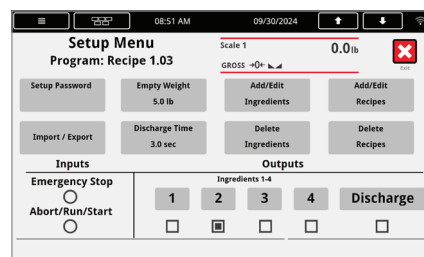 08:51 AM
09/30/2024
Setup Menu
Program: Recipe 1.03
Scale 1
0.0 lb
GROSS →0←
Exit
Setup Password
Empty Weight
5.0 lb
Add/Edit
Ingredients
Add/Edit
Recipes
Import / Export
Discharge Time
3.0 sec
Delete
Ingredients
Delete
Recipes
Inputs
Outputs
Emergency Stop
Abort/Run/Start
Ingredients 1-4
1
2
3
4
Discharge